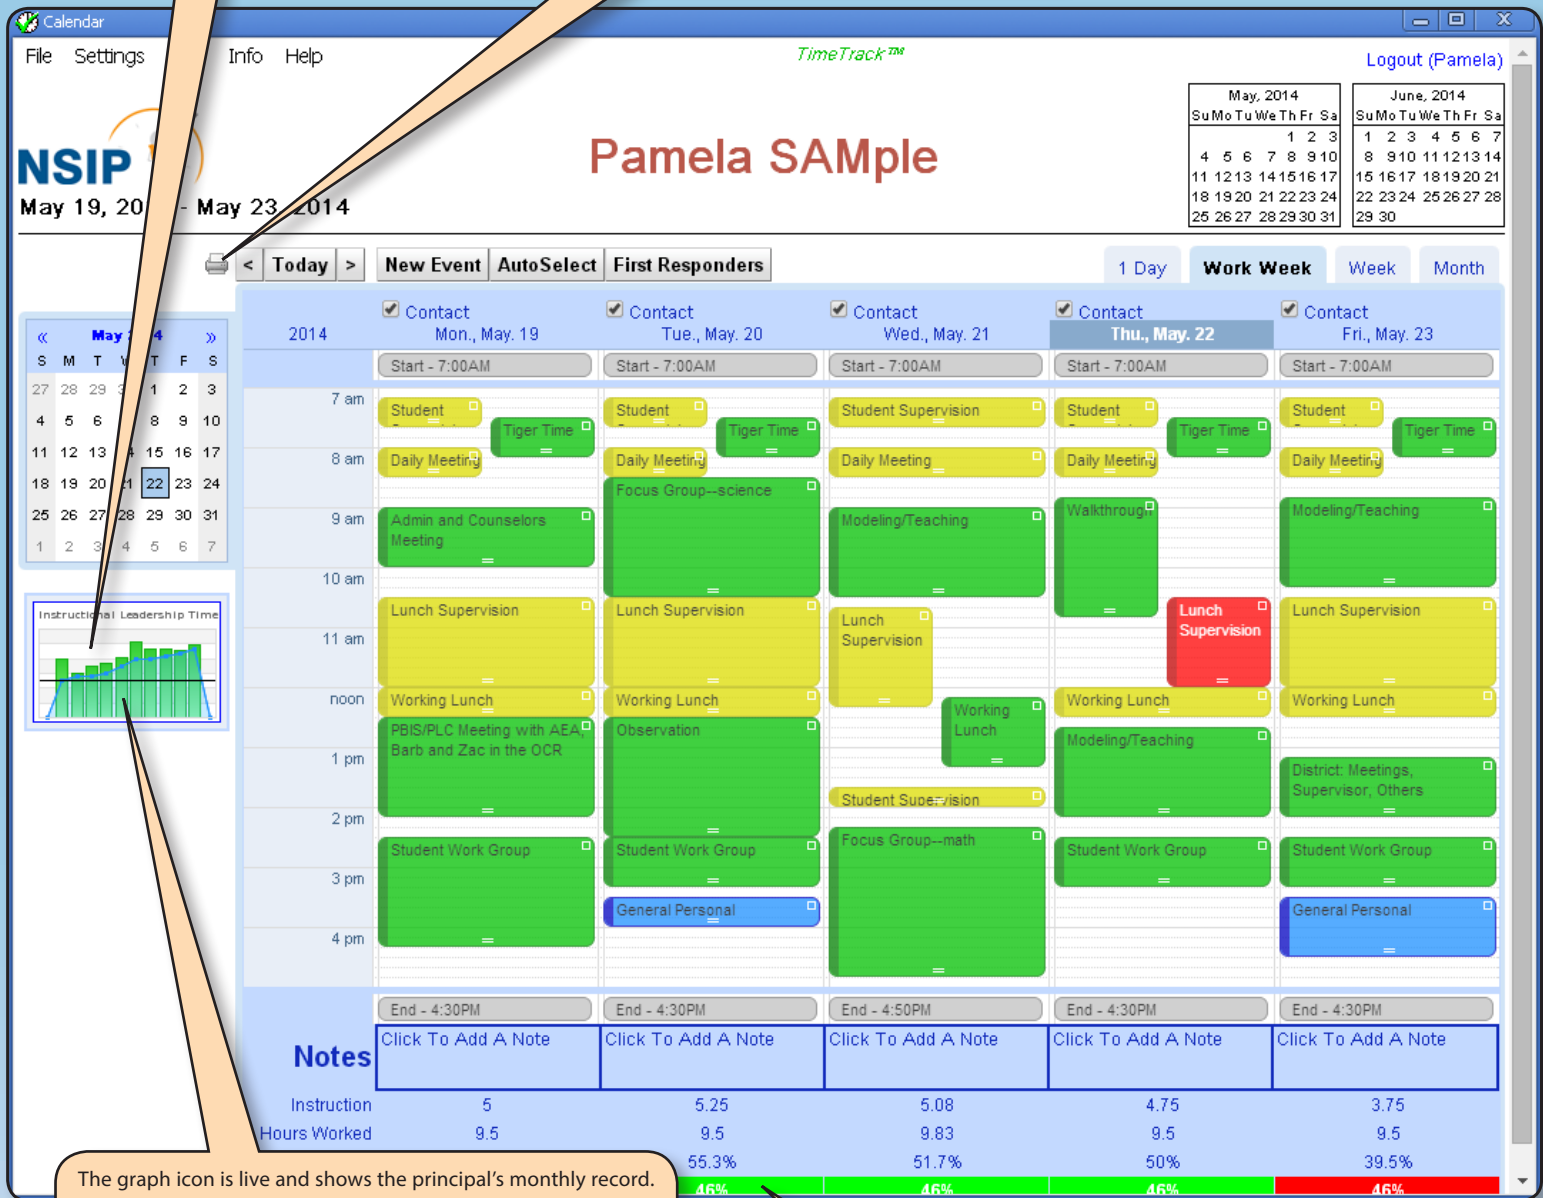 Calendar
File Settings Info Help
TimeTrack™
Logout (Pamela)
NSIP
Pamela SAMple
May 19, 20 - May 23, 2014
May, 2014
Su Mo Tu We Th Fr Sa
1 2 3
4 5 6 7 8 9 10
11 12 13 14 15 16 17
18 19 20 21 22 23 24
25 26 27 28 29 30 31
June, 2014
Su Mo Tu We Th Fr Sa
1 2 3 4 5 6 7
8 9 10 11 12 13 14
15 16 17 18 19 20 21
22 23 24 25 26 27 28
29 30
< Today > New Event AutoSelect First Responders
1 Day Work Week Week Month
« May »
S M T T F S
27 28 29 1 2 3
4 5 6 8 9 10
11 12 13 15 16 17
18 19 20 21 22 23 24
25 26 27 28 29 30 31
1 2 3 4 5 6 7
Instructional Leadership Time
2014
Contact
Mon., May. 19
Contact
Tue., May. 20
Contact
Wed., May. 21
Contact
Thu., May. 22
Contact
Fri., May. 23
Start - 7:00AM
Start - 7:00AM
Start - 7:00AM
Start - 7:00AM
Start - 7:00AM
7 am
8 am
9 am
10 am
11 am
noon
1 pm
2 pm
3 pm
4 pm
Student
Tiger Time
Daily Meeting
Admin and Counselors
Meeting
Lunch Supervision
Working Lunch
PBIS/PLC Meeting with AEA,
Barb and Zac in the OCR
Student Work Group
Student
Tiger Time
Daily Meeting
Focus Group--science
Lunch Supervision
Working Lunch
Observation
Student Work Group
General Personal
Student Supervision
Daily Meeting
Modeling/Teaching
Lunch
Supervision
Working
Lunch
Student Supervision
Focus Group--math
Student
Tiger Time
Daily Meeting
Walkthrough
Lunch
Supervision
Working Lunch
Modeling/Teaching
Student Work Group
Student
Tiger Time
Daily Meeting
Modeling/Teaching
Lunch Supervision
Working Lunch
District: Meetings,
Supervisor, Others
Student Work Group
General Personal
End - 4:30PM
End - 4:30PM
End - 4:50PM
End - 4:30PM
End - 4:30PM
Notes
Click To Add A Note
Click To Add A Note
Click To Add A Note
Click To Add A Note
Click To Add A Note
Instruction 5 5.25 5.08 4.75 3.75
Hours Worked 9.5 9.5 9.83 9.5 9.5
55.3% 51.7% 50% 39.5%
46% 46% 46% 46%
The graph icon is live and shows the principal's monthly record.